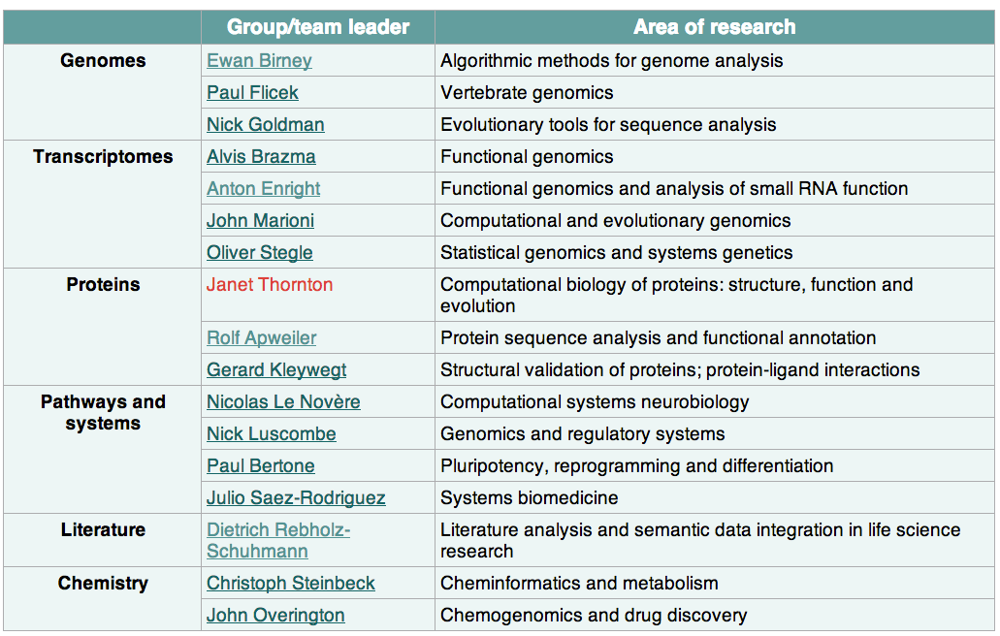 Group/team leader Area of research
Genomes Ewan Birney Algorithmic methods for genome analysis
Paul Flicek Vertebrate genomics
Nick Goldman Evolutionary tools for sequence analysis
Transcriptomes Alvis Brazma Functional genomics
Anton Enright Functional genomics and analysis of small RNA function
John Marioni Computational and evolutionary genomics
Oliver Stegle Statistical genomics and systems genetics
Proteins Janet Thornton Computational biology of proteins: structure, function and
evolution
Rolf Apweiler Protein sequence analysis and functional annotation
Gerard Kleywegt Structural validation of proteins; protein-ligand interactions
Pathways and Nicolas Le Novère Computational systems neurobiology
systems
Nick Luscombe Genomics and regulatory systems
Paul Bertone Pluripotency, reprogramming and differentiation
Julio Saez-Rodriguez Systems biomedicine
Literature Dietrich Rebholz- Literature analysis and semantic data integration in life science
Schuhmann research
Chemistry Christoph Steinbeck Cheminformatics and metabolism
John Overington Chemogenomics and drug discovery